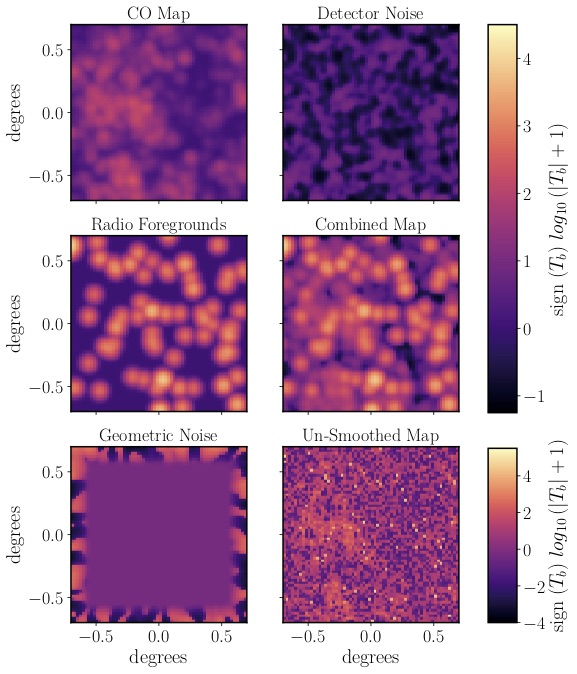 CO Map
Detector Noise
0.5
0.0
−0.5
degrees
4
3
2
1
0
−1
sign (T_b) log_10 (|T_b| + 1)
Radio Foregrounds
Combined Map
0.5
0.0
−0.5
degrees
Geometric Noise
Un-Smoothed Map
0.5
0.0
−0.5
degrees
−0.5 0.0 0.5
−0.5 0.0 0.5
degrees
degrees
4
2
0
−2
−4
sign (T_b) log_10 (|T_b| + 1)